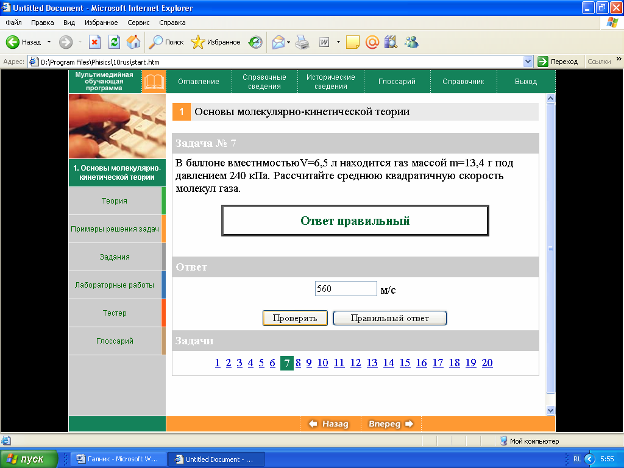 Untitled Document - Microsoft Internet Explorer
Файл Правка Вид Избранное Сервис Справка
Назад Поиск Избранное
Адрес: D:\Program Files\Phisics\10rus\start.htm Переход Ссылки »
Мультимедийная обучающая программа
Оглавление
Справочные сведения
Исторические сведения
Глоссарий
Справочник
Выход
1 Основы молекулярно-кинетической теории
Задача № 7
В баллоне вместимостьюV=6,5 л находится газ массой m=13,4 г под
давлением 240 кПа. Рассчитайте среднюю квадратичную скорость
молекул газа.
Ответ правильный
Ответ
560 м/с
Проверить Правильный ответ
Задачи
1 2 3 4 5 6 7 8 9 10 11 12 13 14 15 16 17 18 19 20
1. Основы молекулярно-
кинетической теории
Теория
Примеры решения задач
Задания
Лабораторные работы
Тестер
Глоссарий
Назад Вперед
Мой компьютер
пуск Галник - Microsoft W... Untitled Document - ... RL 5:55